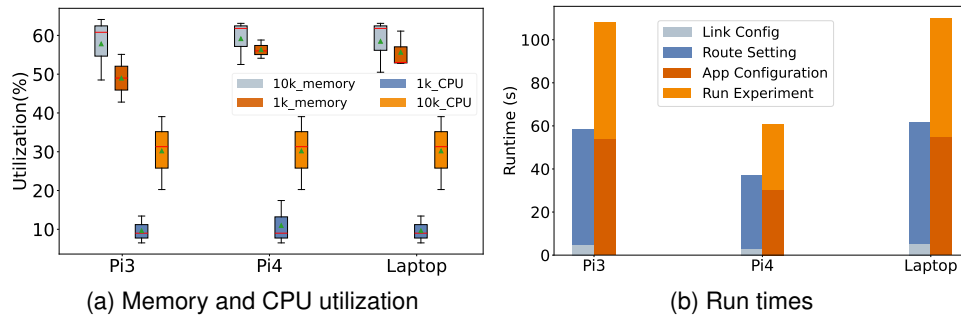 Utilization(%)
60
50
40
30
20
10
10k_memory
1k_memory
1k_CPU
10k_CPU
Pi3
Pi4
Laptop
(a) Memory and CPU utilization
Runtime (s)
100
80
60
40
20
0
Link Config
Route Setting
App Configuration
Run Experiment
Pi3
Pi4
Laptop
(b) Run times